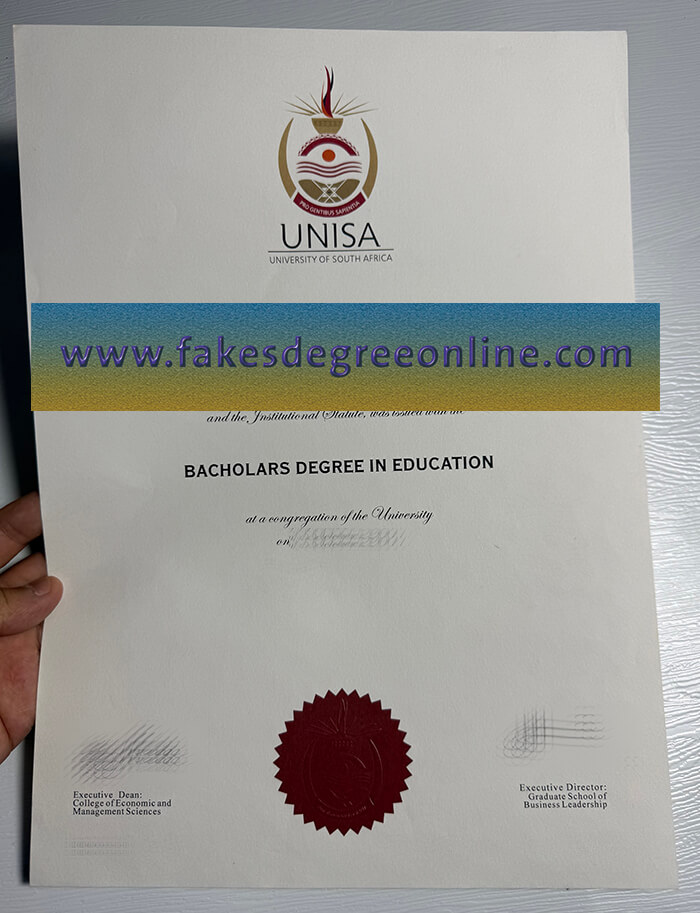 PRO GENTIBUS SAPIENTIA
UNISA
UNIVERSITY OF SOUTH AFRICA
www.fakesdegreeonline.com
and the Institutional Statute, was issued with the
BACHOLARS DEGREE IN EDUCATION
at a congregation of the University
on
Executive Dean:
College of Economic and
Management Sciences
Executive Director:
Graduate School of
Business Leadership